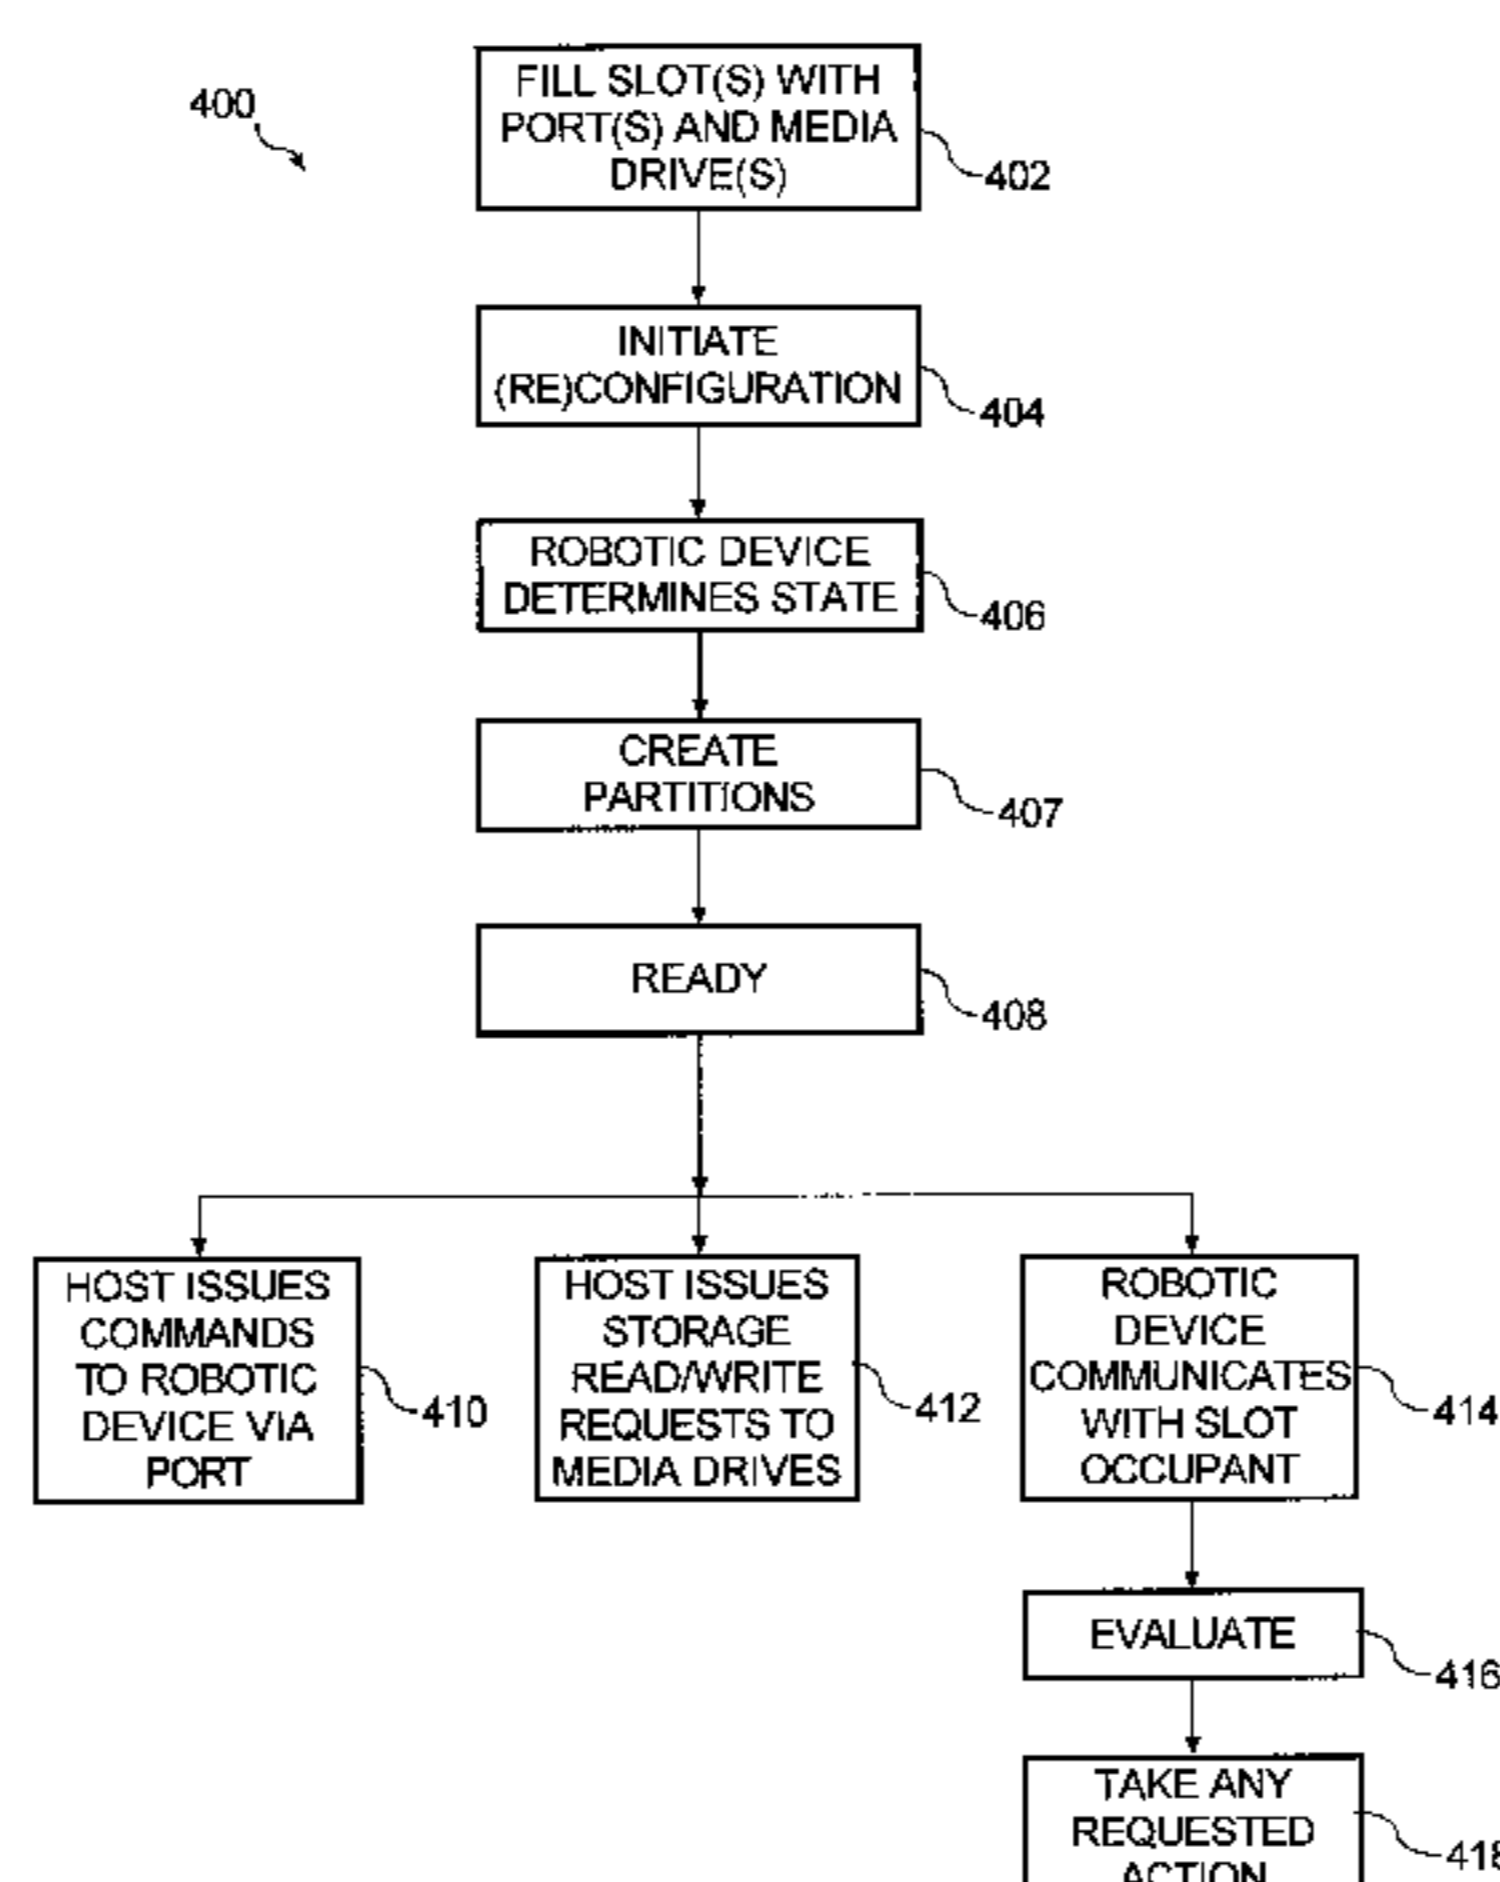 400
FILL SLOT(S) WITH
PORT(S) AND MEDIA
DRIVE(S)
402
INITIATE
(RE)CONFIGURATION
404
ROBOTIC DEVICE
DETERMINES STATE
406
CREATE
PARTITIONS
407
READY
408
HOST ISSUES
COMMANDS
TO ROBOTIC
DEVICE VIA
PORT
410
HOST ISSUES
STORAGE
READ/WRITE
REQUESTS TO
MEDIA DRIVES
412
ROBOTIC
DEVICE
COMMUNICATES
WITH SLOT
OCCUPANT
414
EVALUATE
416
TAKE ANY
REQUESTED
ACTION
418